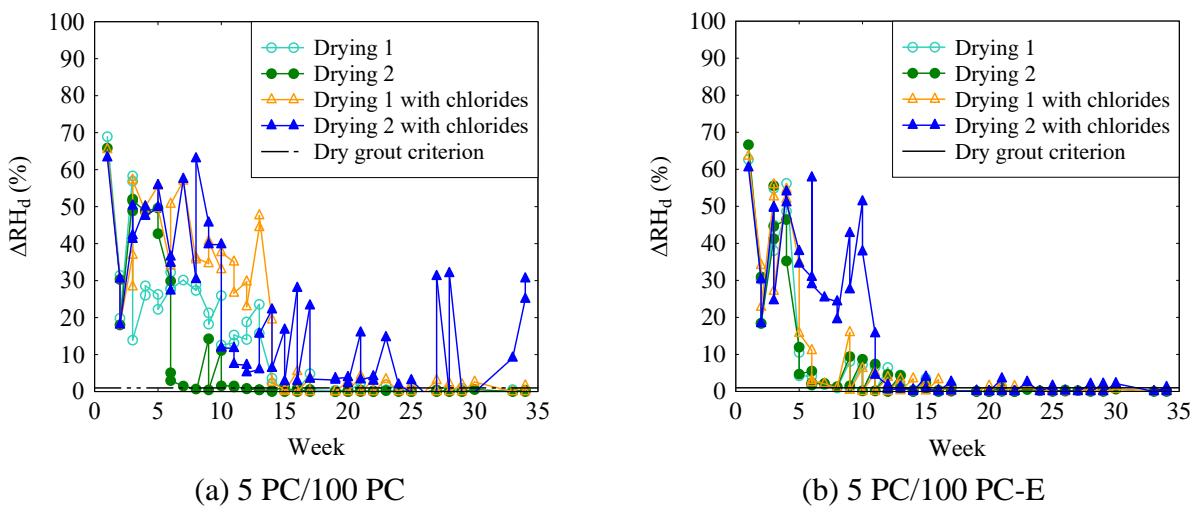 100
90
80
70
60
50
40
30
20
10
0
ΔRHd (%)
0 5 10 15 20 25 30 35
Week
Drying 1
Drying 2
Drying 1 with chlorides
Drying 2 with chlorides
Dry grout criterion
(a) 5 PC/100 PC
100
90
80
70
60
50
40
30
20
10
0
ΔRHd (%)
0 5 10 15 20 25 30 35
Week
Drying 1
Drying 2
Drying 1 with chlorides
Drying 2 with chlorides
Dry grout criterion
(b) 5 PC/100 PC-E